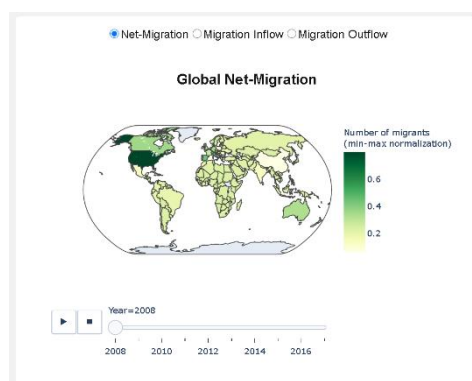 Net-Migration Migration Inflow Migration Outflow
Global Net-Migration
Number of migrants
(min-max normalization)
0.6
0.4
0.2
Year=2008
2008 2010 2012 2014 2016